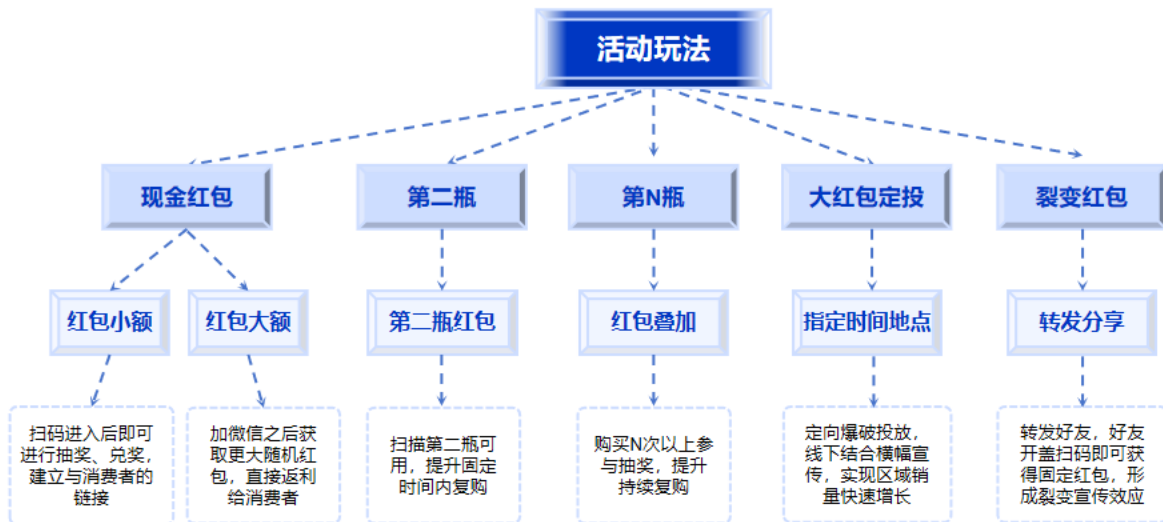 活动玩法
现金红包
第二瓶
第N瓶
大红包定投
裂变红包
红包小额
红包大额
第二瓶红包
红包叠加
指定时间地点
转发分享
扫码进入后即可
进行抽奖、兑奖，
建立与消费者的
链接
加微信之后获
取更大随机红
包，直接返利
给消费者
扫描第二瓶可
用，提升固定
时间内复购
购买N次以上参
与抽奖，提升
持续复购
定向爆破投放，
线下结合横幅宣
传，实现区域销
量快速增长
转发好友，好友
开盖扫码即可获
得固定红包，形
成裂变宣传效应